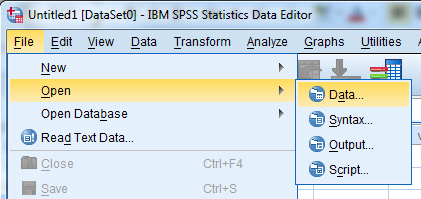 Untitled1 [DataSet0] - IBM SPSS Statistics Data Editor
File Edit View Data Transform Analyze Graphs Utilities
New
Open
Open Database
Read Text Data...
Close Ctrl+F4
Save Ctrl+S
Data...
Syntax...
Output...
Script...